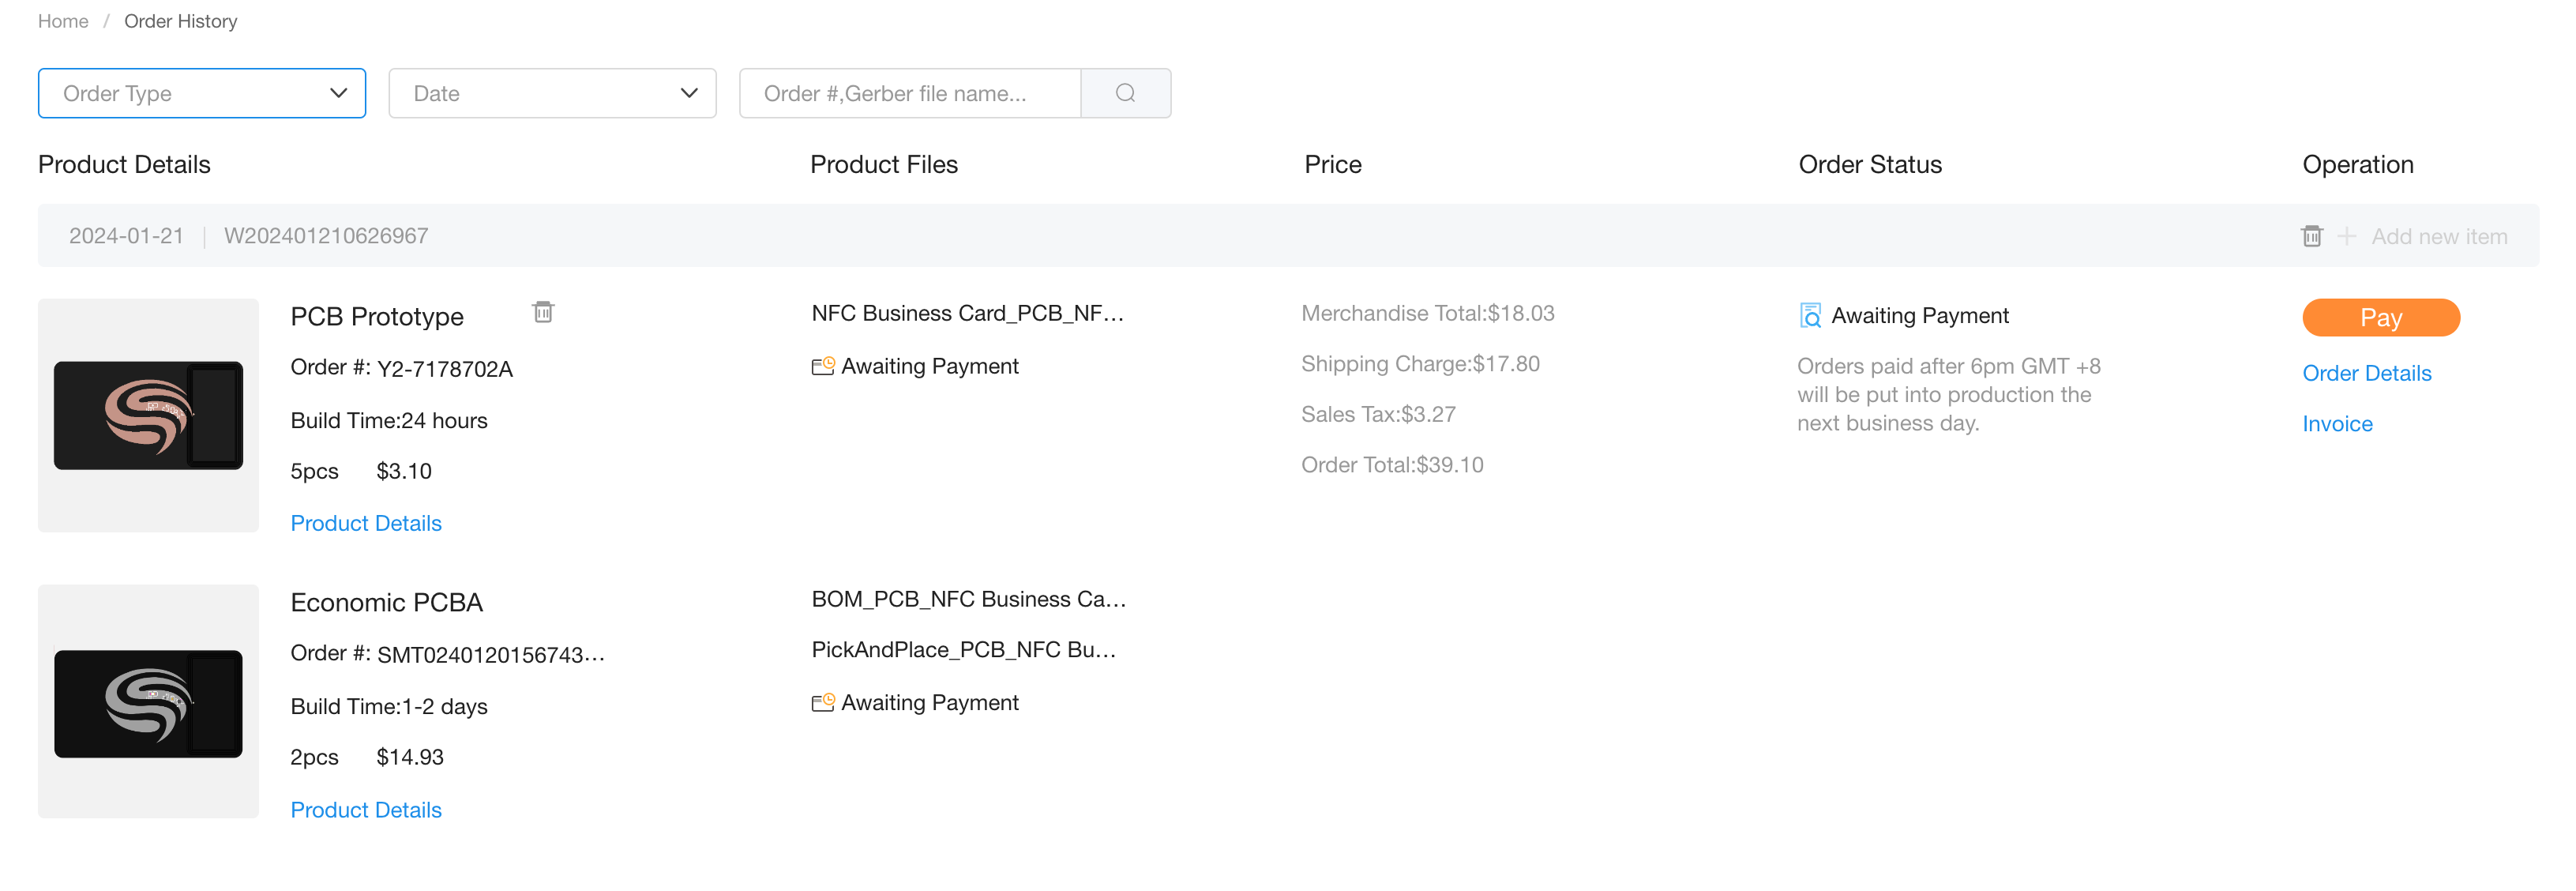 Home / Order History
Order Type
Date
Order #,Gerber file name...
Product Details
Product Files
Price
Order Status
Operation
2024-01-21 | W202401210626967
Add new item
PCB Prototype
Order #: Y2-7178702A
Build Time:24 hours
5pcs $3.10
Product Details
NFC Business Card_PCB_NF...
Awaiting Payment
Merchandise Total:$18.03
Shipping Charge:$17.80
Sales Tax:$3.27
Order Total:$39.10
Awaiting Payment
Orders paid after 6pm GMT +8
will be put into production the
next business day.
Pay
Order Details
Invoice
Economic PCBA
Order #: SMT0240120156743...
Build Time:1-2 days
2pcs $14.93
Product Details
BOM_PCB_NFC Business Ca...
PickAndPlace_PCB_NFC Bu...
Awaiting Payment